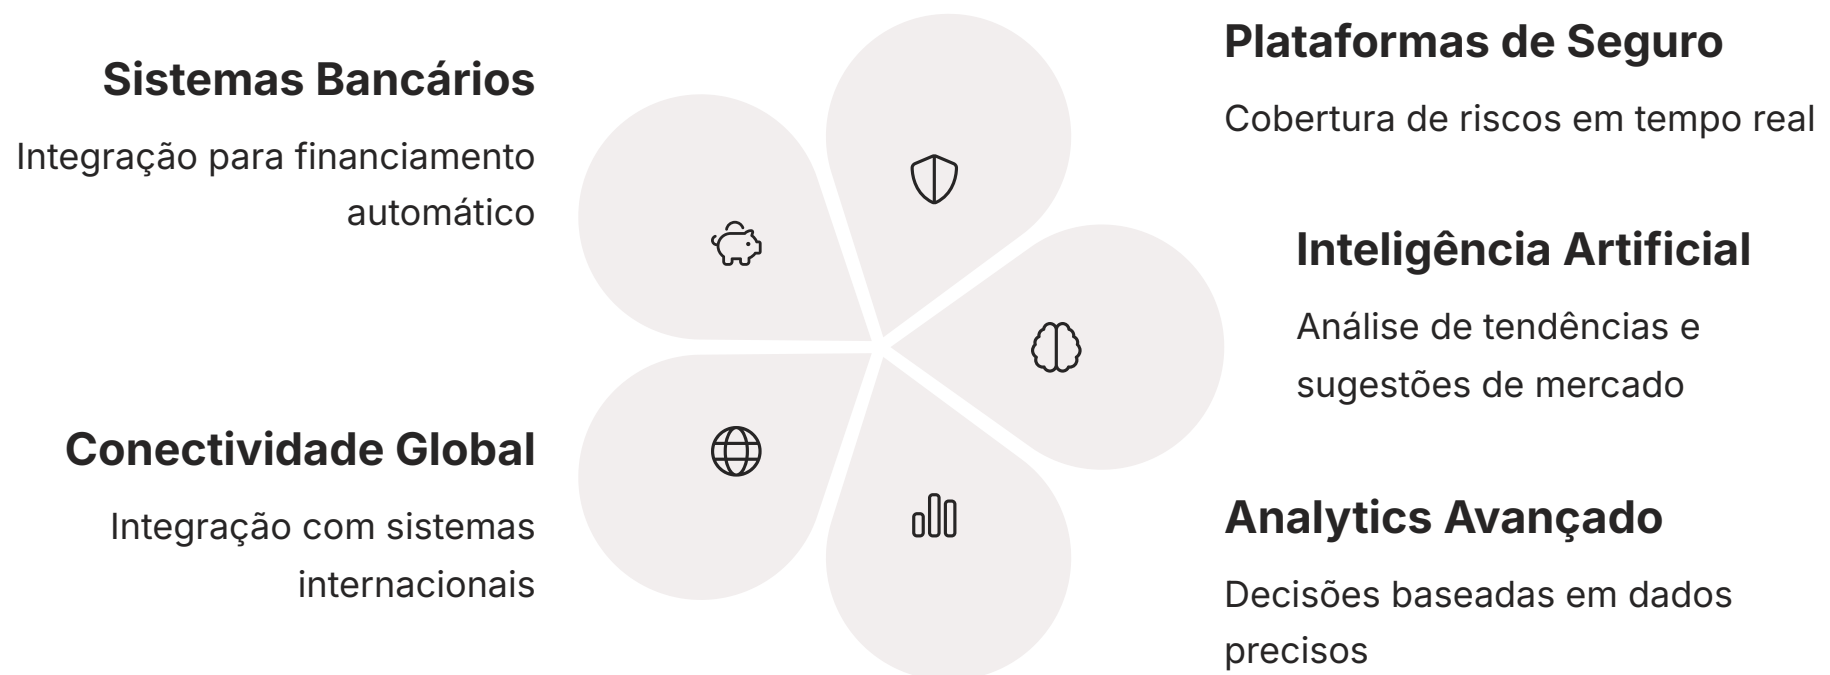 Sistemas Bancários
Integração para financiamento
automático
Plataformas de Seguro
Cobertura de riscos em tempo real
Inteligência Artificial
Análise de tendências e
sugestões de mercado
Conectividade Global
Integração com sistemas
internacionais
Analytics Avançado
Decisões baseadas em dados
precisos